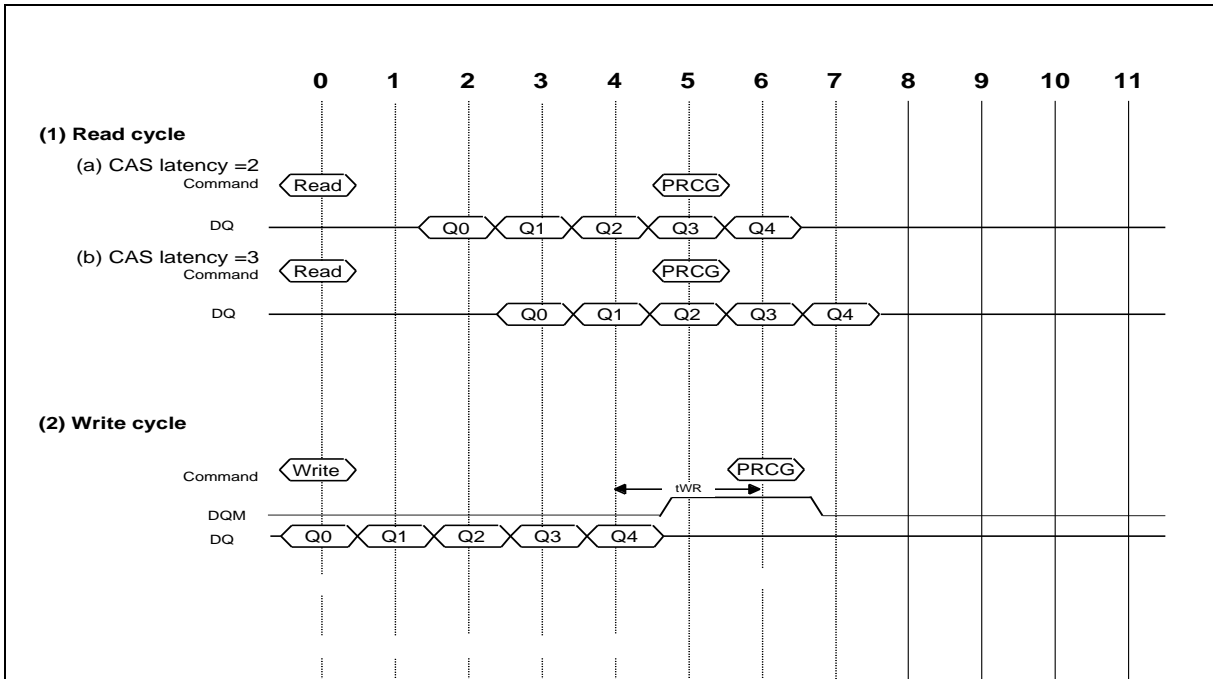 0 1 2 3 4 5 6 7 8 9 10 11
(1) Read cycle
(a) CAS latency =2
Command Read PRCG
DQ Q0 Q1 Q2 Q3 Q4
(b) CAS latency =3
Command Read PRCG
DQ Q0 Q1 Q2 Q3 Q4
(2) Write cycle
Command Write PRCG
tWR
DQM
DQ Q0 Q1 Q2 Q3 Q4